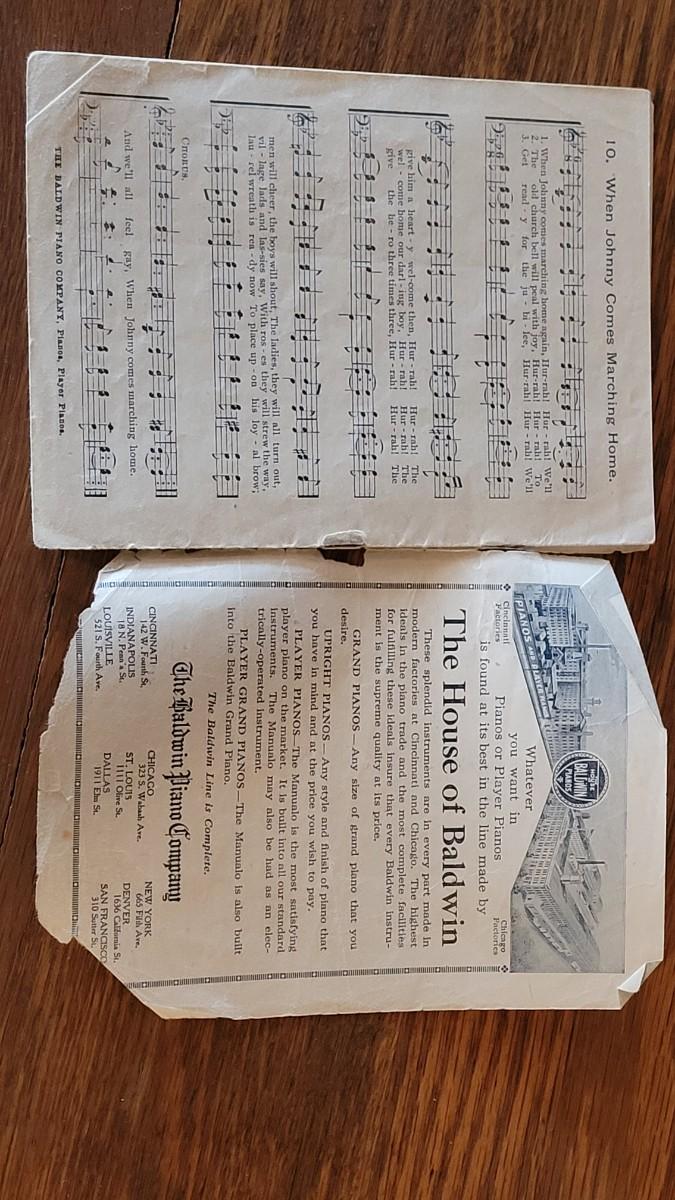 10. When Johnny Comes Marching Home.
1. When Johnny comes marching home again, Hur-rah! Hur - rah! We'll
2. The old church bell will peal with joy, Hur-rah! Hur - rah! To
3. Get read - y for the ju - bi - lee, Hur-rah! Hur - rah! We'll
give him a heart - y wel-come then, Hur - rah! Hur - rah! The
wel - come home our darl - ing boy, Hur - rah! Hur - rah! The
give the he - ro three times three, Hur - rah! Hur - rah! The
men will cheer, the boys will shout, The ladies, they will all turn out,
vil - lage lads and las-sies say, With ros - es they will strew the way,
lau - rel wreath is rea - dy now To place up - on his loy - al brow;
CHORUS.
And we'll all feel gay, When Johnny comes marching home.
THE BALDWIN PIANO COMPANY, Pianos, Player Pianos.
HOUSE OF
BALDWIN
PIANOS
Cincinnati
Factories
Chicago
Factories
Whatever
you want in
Pianos or Player Pianos
is found at its best in the line made by
The House of Baldwin
These splendid instruments are in every part made in
modern factories at Cincinnati and Chicago. The highest
ideals in the piano trade and the most complete facilities
for fulfilling these ideals insure that every Baldwin instru-
ment is the supreme quality at its price.
GRAND PIANOS—Any size of grand piano that you
desire.
UPRIGHT PIANOS—Any style and finish of piano that
you have in mind and at the price you wish to pay.
PLAYER PIANOS—The Manualo is the most satisfying
player piano on the market. It is built into all our standard
instruments. The Manualo may also be had as an elec-
trically-operated instrument.
PLAYER GRAND PIANOS—The Manualo is also built
into the Baldwin Grand Piano.
The Baldwin Line is Complete.
The Baldwin Piano Company
CINCINNATI
142 W. Fourth St.
CHICAGO
323 S. Wabash Ave.
NEW YORK
665 Fifth Ave.
INDIANAPOLIS
18 N. Penn'a St.
ST. LOUIS
1111 Olive St.
DENVER
1636 California St.
LOUISVILLE
521 S. Fourth Ave.
DALLAS
1911 Elm St.
SAN FRANCISCO
310 Sutter St.